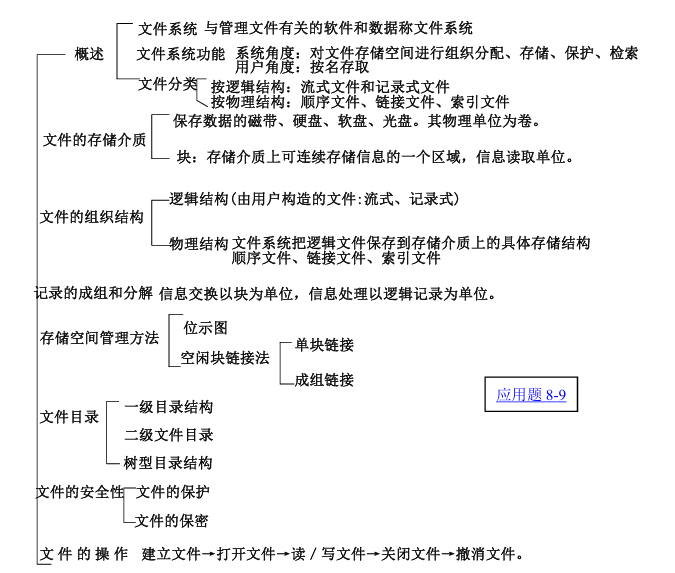 文件系统 与管理文件有关的软件和数据称文件系统
概述
文件系统功能 系统角度：对文件存储空间进行组织分配、存储、保护、检索
用户角度：按名存取
文件分类
按逻辑结构：流式文件和记录式文件
按物理结构：顺序文件、链接文件、索引文件
保存数据的磁带、硬盘、软盘、光盘。其物理单位为卷。
文件的存储介质
块：存储介质上可连续存储信息的一个区域，信息读取单位。
逻辑结构(由用户构造的文件:流式、记录式)
文件的组织结构
物理结构 文件系统把逻辑文件保存到存储介质上的具体存储结构
顺序文件、链接文件、索引文件
记录的成组和分解 信息交换以块为单位，信息处理以逻辑记录为单位。
位示图
存储空间管理方法
空闲块链接法
单块链接
成组链接
应用题 8-9
一级目录结构
文件目录
二级文件目录
树型目录结构
文件的安全性
文件的保护
文件的保密
文件的操作 建立文件→打开文件→读／写文件→关闭文件→撤消文件。